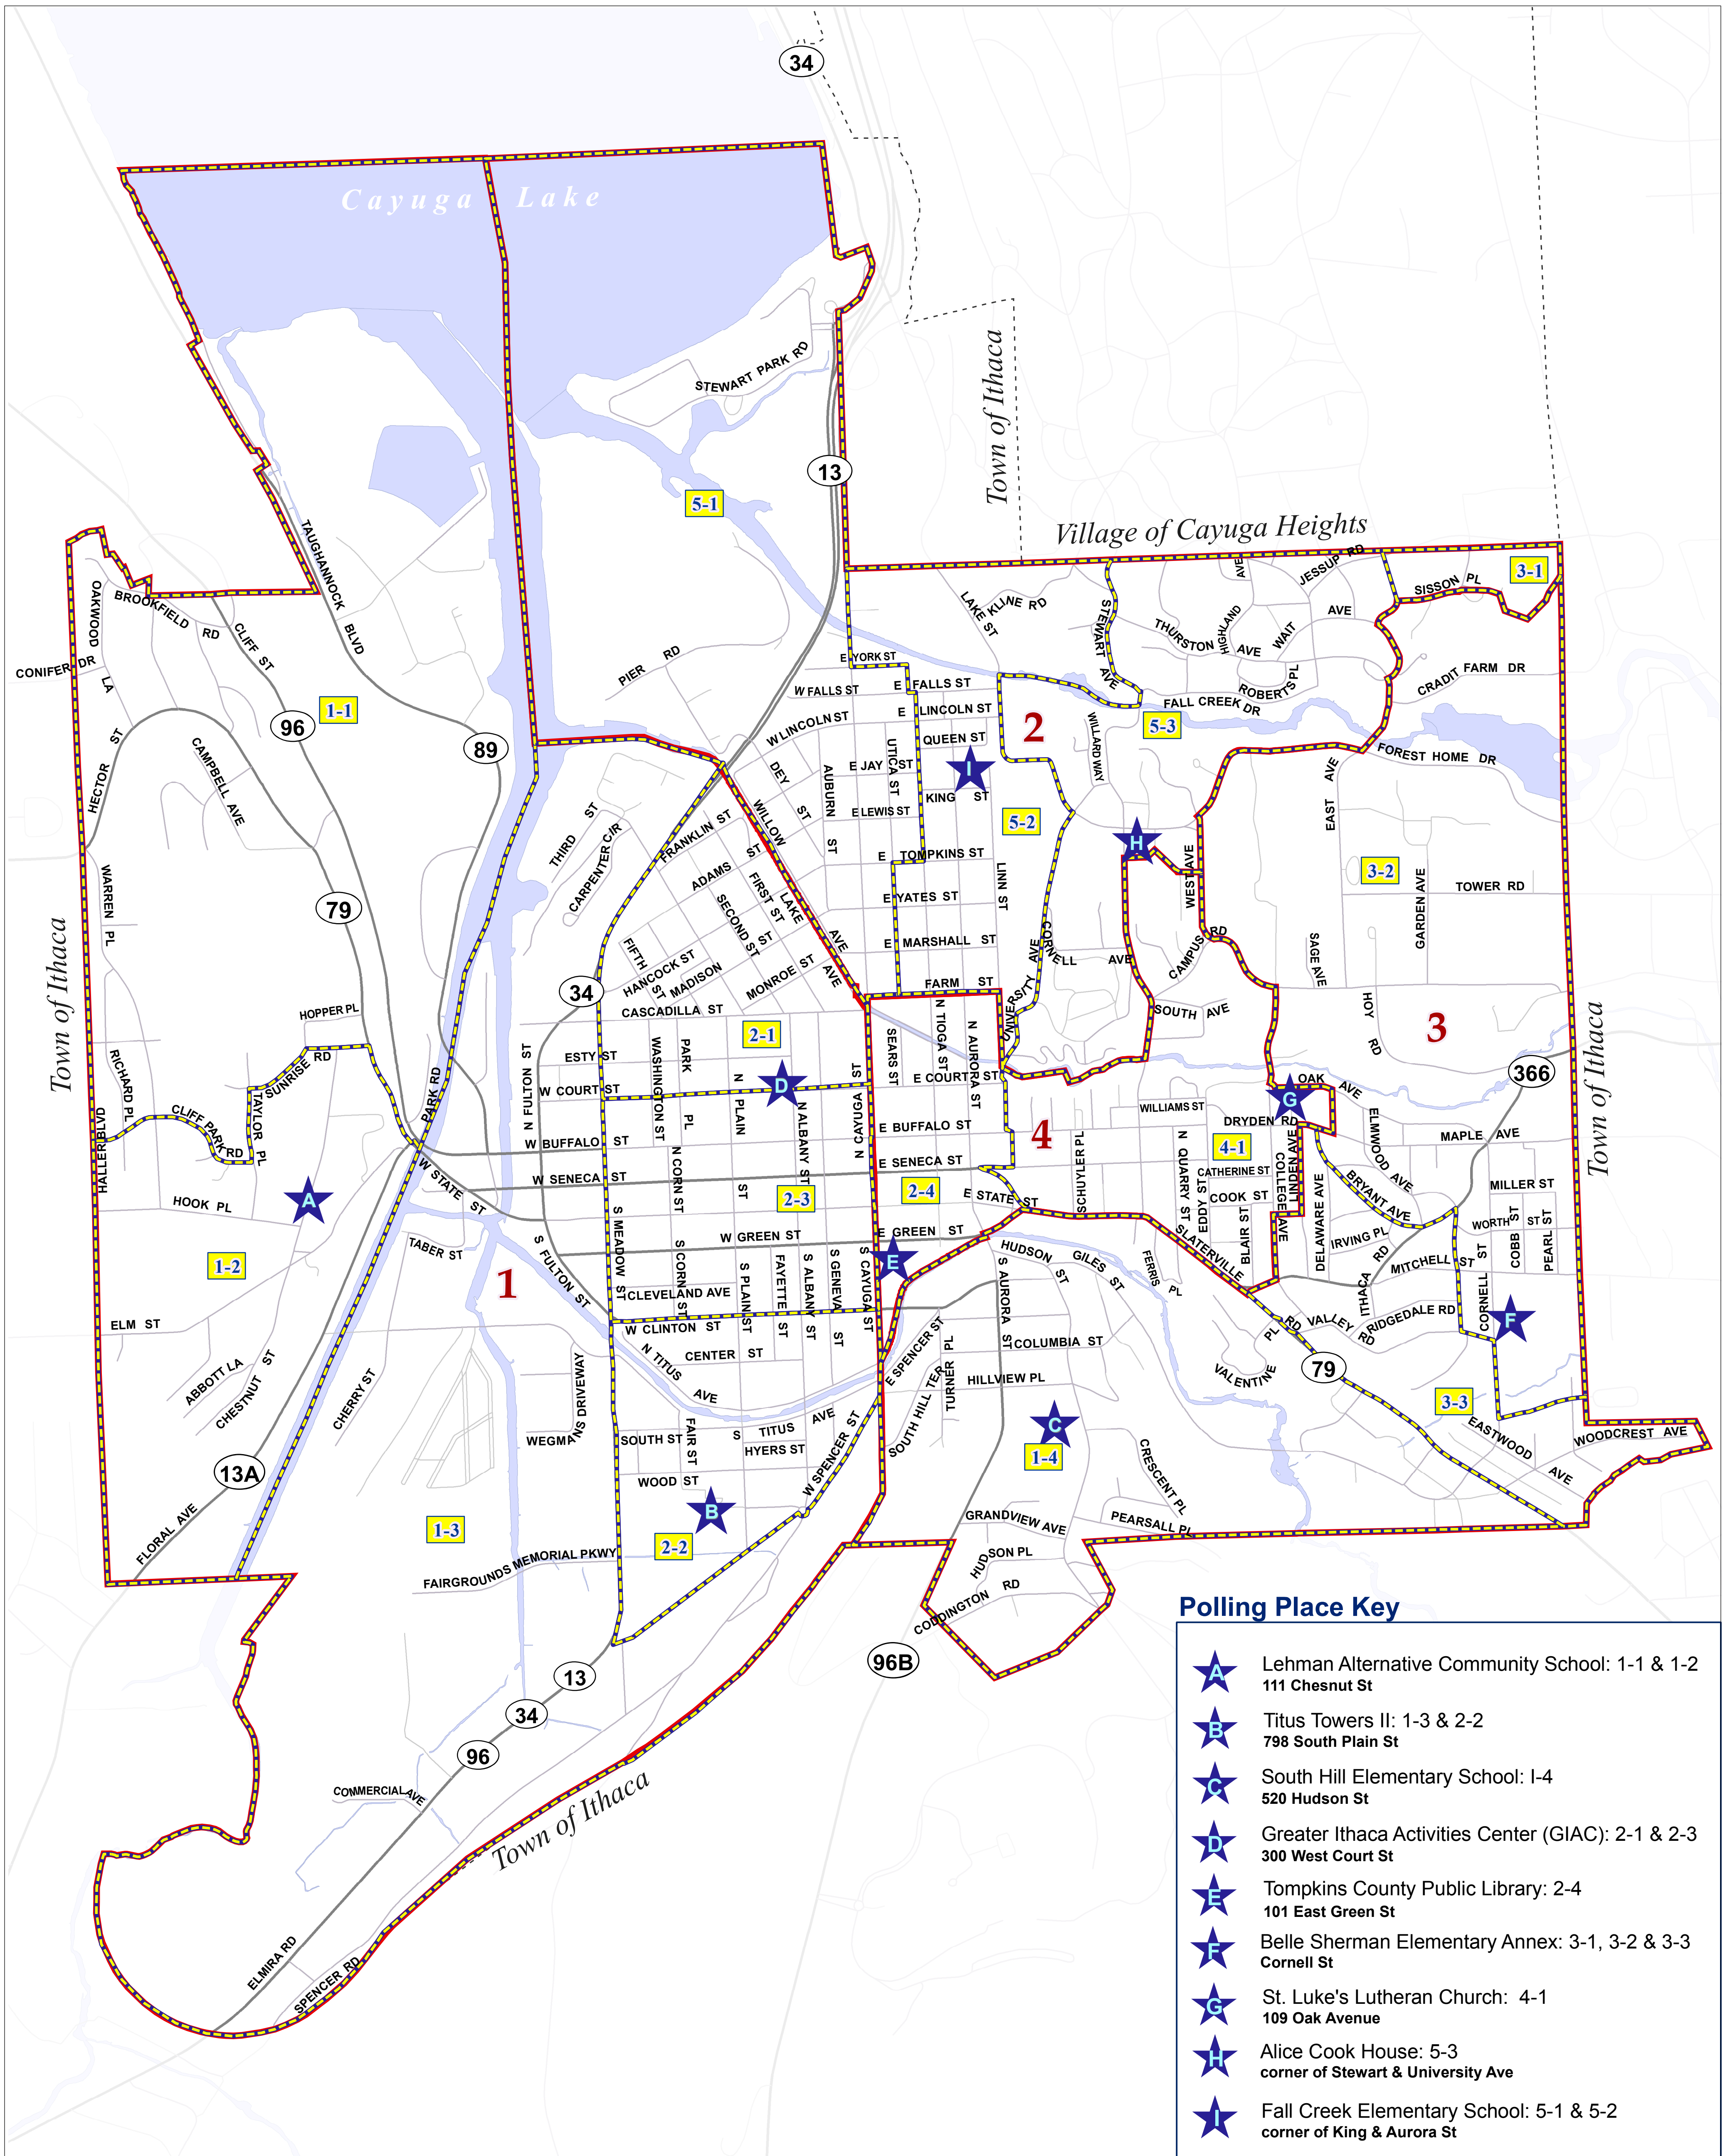 34
Cayuga Lake
STEWART PARK RD
13
5-1
Town of Ithaca
Village of Cayuga Heights
JESSUP RD
3-1
SISSON PL
AVE
HIGHLAND
AVE
WAIT
THURSTON AVE
ROBERTS PL
CRADIT FARM DR
FALL CREEK DR
STEWART AVE
LAKE ST
KLINE RD
TAUGHANNOCK BLVD
OAKWOOD LA
BROOKFIELD RD
CLIFF ST
CONIFER DR
1-1
96
89
HECTOR ST
CAMPBELL AVE
PIER RD
E YORK ST
W FALLS ST
E FALLS ST
W LINCOLN ST
E LINCOLN ST
2
5-3
WILLARD WAY
QUEEN ST
UTICA ST
E JAY ST
I
DEY ST
AUBURN ST
KING ST
E LEWIS ST
5-2
H
FOREST HOME DR
EAST AVE
3-2
TOWER RD
GARDEN AVE
WEST AVE
THIRD ST
CARPENTER CIR
FRANKLIN ST
WILLOW AVE
ADAMS ST
FIRST ST
LAKE AVE
SECOND ST
E TOMPKINS ST
LINN ST
E YATES ST
E MARSHALL ST
FARM ST
UNIVERSITY AVE
CORNELL AVE
CAMPUS RD
SOUTH AVE
SAGE AVE
HOY RD
3
366
Town of Ithaca
WARREN PL
79
Town of Ithaca
FIFTH ST
HANCOCK ST
MADISON ST
MONROE ST
34
CASCADILLA ST
HOPPER PL
SUNRISE RD
RICHARD PL
CLIFF PARK RD
TAYLOR PL
HALLER BLVD
PARK RD
N FULTON ST
ESTY ST
WASHINGTON ST
PARK PL
2-1
W COURT ST
D
N PLAIN ST
N ALBANY ST
N CAYUGA ST
SEARS ST
N TIOGA ST
N AURORA ST
E COURT ST
W BUFFALO ST
E BUFFALO ST
W SENECA ST
E SENECA ST
N CORN ST
2-3
2-4
E STATE ST
4
SCHUYLER PL
WILLIAMS ST
N QUARRY ST
4-1
DRYDEN RD
G
OAK AVE
CATHERINE ST
EDDY ST
COOK ST
BLAIR ST
COLLEGE AVE
LINDEN AVE
DELAWARE AVE
BRYANT AVE
ELMWOOD AVE
MAPLE AVE
MILLER ST
WORTH ST
COBB ST
PEARL ST
IRVING PL
MITCHELL ST
ITHACA RD
RIDGEDALE RD
CORNELL ST
F
VALLEY RD
A
HOOK PL
1-2
W STATE ST
TABER ST
1
S FULTON ST
S MEADOW ST
W GREEN ST
E GREEN ST
E
S CORN ST
S PLAIN ST
FAYETTE ST
S ALBANY ST
S GENEVA ST
S CAYUGA ST
CLEVELAND AVE
W CLINTON ST
CENTER ST
N TITUS AVE
HUDSON ST
GILES ST
FERRIS PL
SLATERVILLE RD
S AURORA ST
COLUMBIA ST
E SPENCER ST
TURNER PL
HILLVIEW PL
SOUTH HILL TER
VALENTINE PL
79
3-3
EASTWOOD AVE
WOODCREST AVE
ELM ST
ABBOTT LA
CHESTNUT ST
CHERRY ST
WEGMANS DRIVEWAY
SOUTH ST
FAIR ST
S TITUS AVE
HYERS ST
WOOD ST
W SPENCER ST
C
1-4
CRESCENT PL
13A
FLORAL AVE
B
1-3
2-2
FAIRGROUNDS MEMORIAL PKWY
GRANDVIEW AVE
PEARSALL PL
HUDSON PL
CODDINGTON RD
96B
13
34
96
COMMERCIAL AVE
Town of Ithaca
ELMIRA RD
SPENCER RD
Polling Place Key
A Lehman Alternative Community School: 1-1 & 1-2
111 Chesnut St
B Titus Towers II: 1-3 & 2-2
798 South Plain St
C South Hill Elementary School: I-4
520 Hudson St
D Greater Ithaca Activities Center (GIAC): 2-1 & 2-3
300 West Court St
E Tompkins County Public Library: 2-4
101 East Green St
F Belle Sherman Elementary Annex: 3-1, 3-2 & 3-3
Cornell St
G St. Luke's Lutheran Church: 4-1
109 Oak Avenue
H Alice Cook House: 5-3
corner of Stewart & University Ave
I Fall Creek Elementary School: 5-1 & 5-2
corner of King & Aurora St